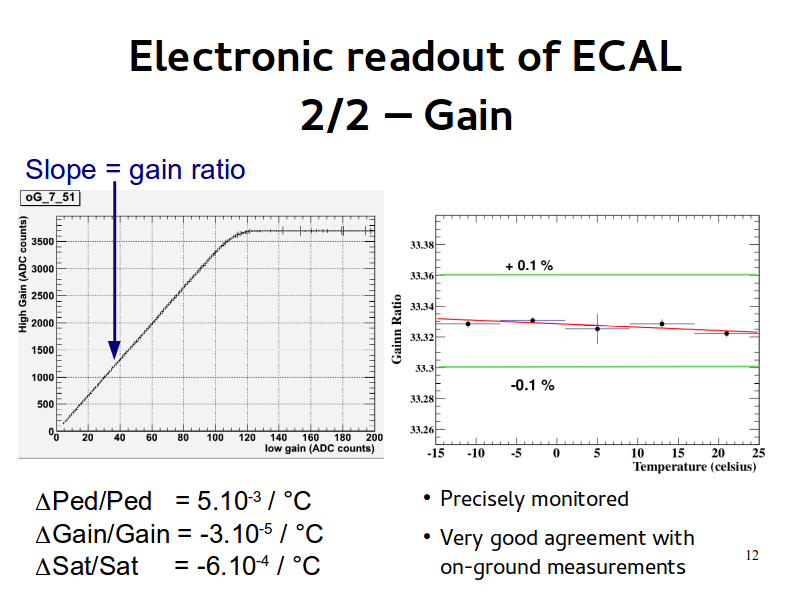 Electronic readout of ECAL
2/2 – Gain
Slope = gain ratio
oG_7_51
High Gain (ADC counts)
3500
3000
2500
2000
1500
1000
500
0
0 20 40 60 80 100 120 140 160 180 200
low gain (ADC counts)
Gainn Ratio
33.38
33.36
33.34
33.32
33.3
33.28
33.26
+ 0.1 %
-0.1 %
-15 -10 -5 0 5 10 15 20 25
Temperature (celsius)
∆Ped/Ped = 5.10⁻³ / °C
∆Gain/Gain = -3.10⁻⁵ / °C
∆Sat/Sat = -6.10⁻⁴ / °C
• Precisely monitored
• Very good agreement with
on-ground measurements
12